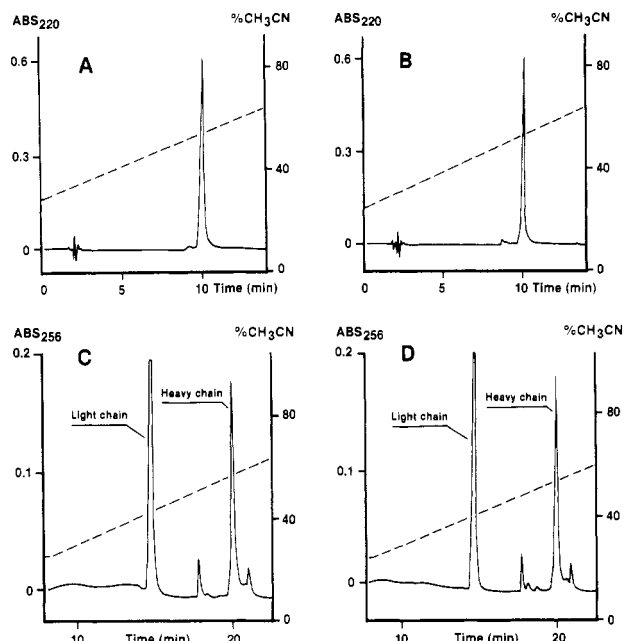 ABS220 %CH3CN
A
0.6
0.3
0
80
40
0
0 5 10 Time (min)
ABS220 %CH3CN
B
0.6
0.3
0
80
40
0
0 5 10 Time (min)
ABS256 %CH3CN
C
0.2
0.1
0
Light chain
Heavy chain
80
40
0
10 Time (min) 20
ABS256 %CH3CN
D
0.2
0.1
0
Light chain
Heavy chain
80
40
0
10 Time (min) 20